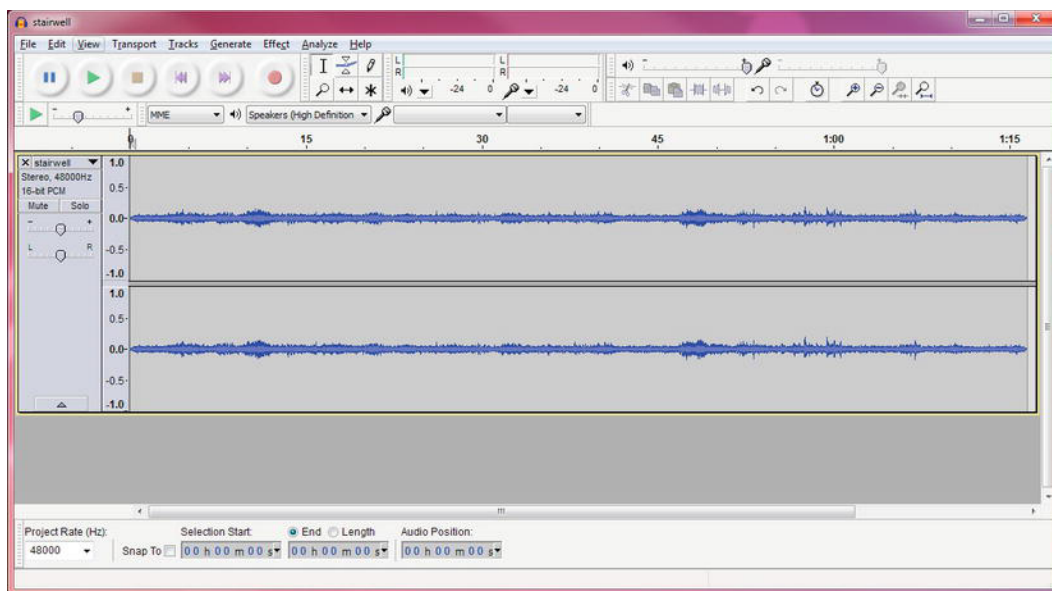 stairwell
File Edit View Transport Tracks Generate Effect Analyze Help
L
R
-24 0
L
R
-24 0
MME
Speakers (High Definition
0 15 30 45 1:00 1:15
stairwell
Stereo, 48000Hz
16-bit PCM
Mute Solo
- +
L R
1.0
0.5-
0.0-
-0.5-
-1.0
1.0
0.5-
0.0-
-0.5-
-1.0
Project Rate (Hz): Selection Start: End Length Audio Position:
48000 Snap To 00 h 00 m 00 s 00 h 00 m 00 s 00 h 00 m 00 s